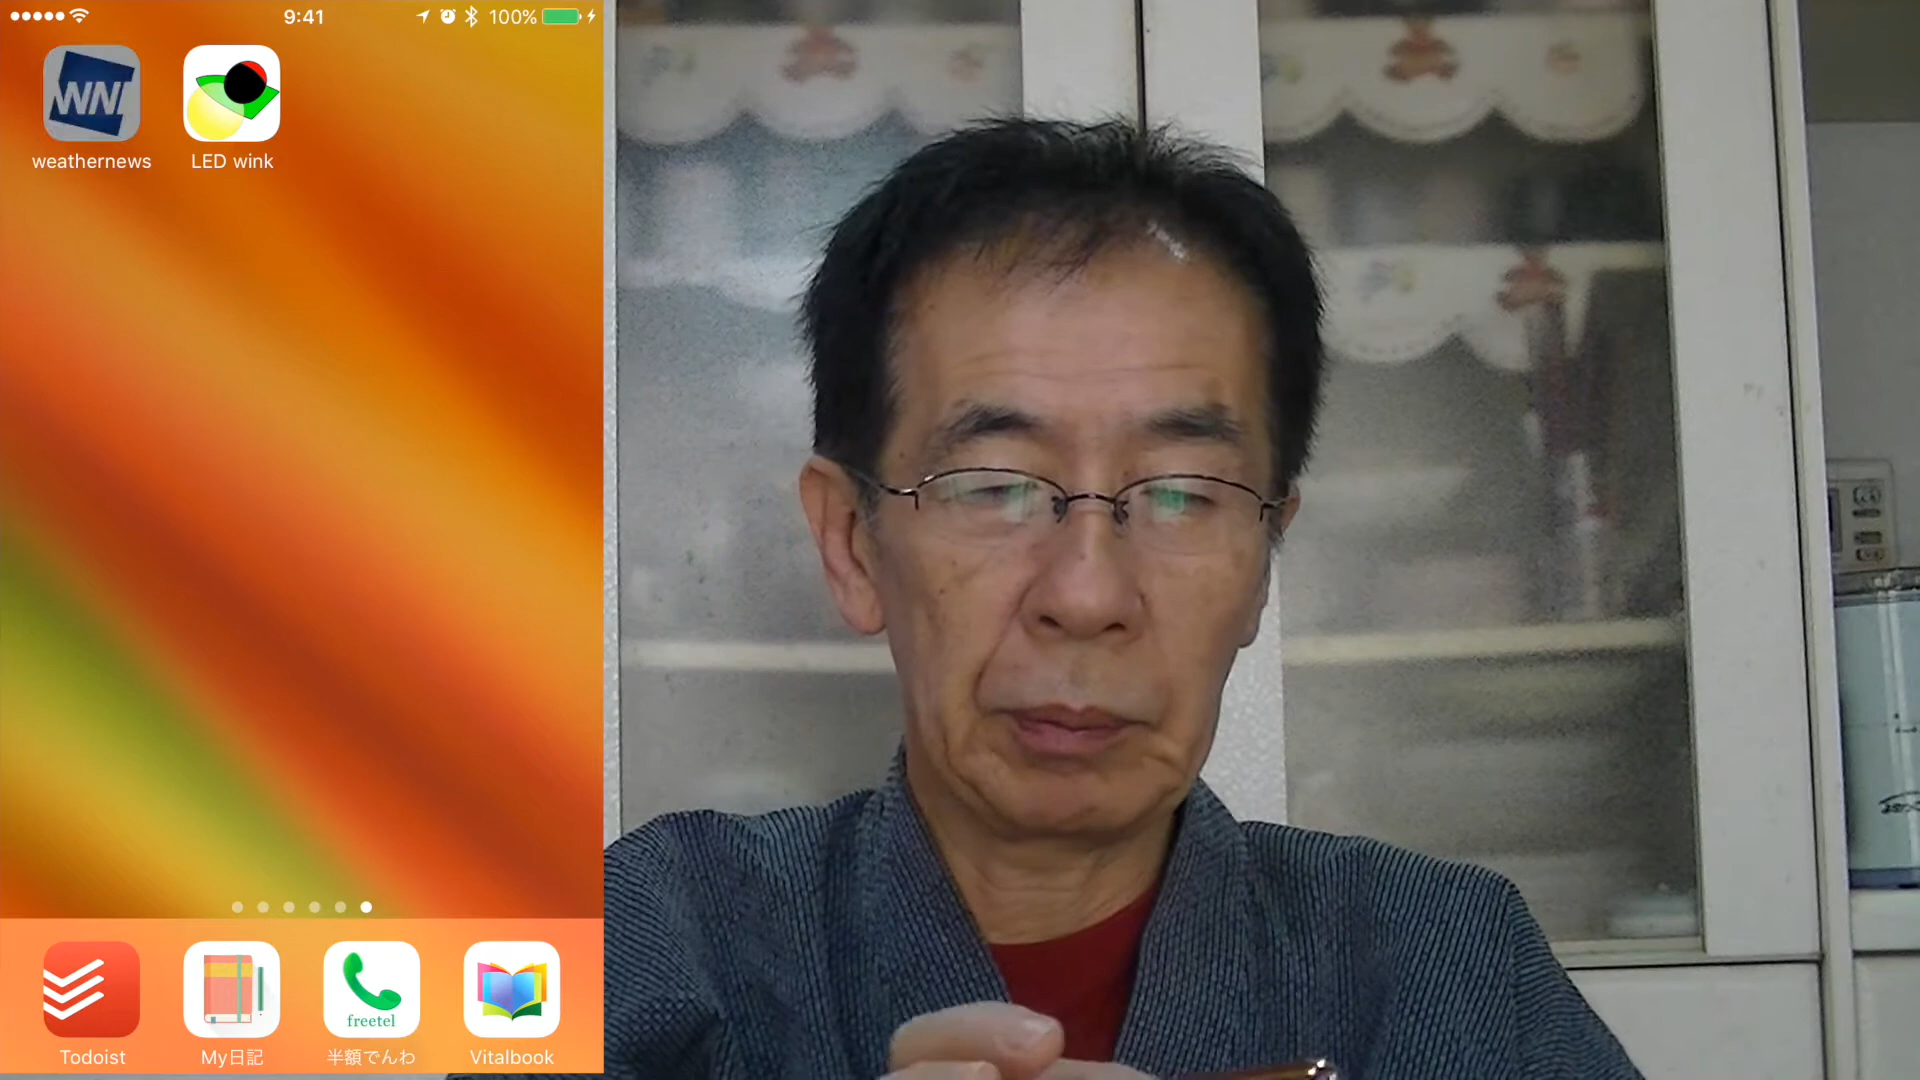 9:41
100%
WNI
weathernews
LED wink
freetel
Todoist
My日記
半額でんわ
Vitalbook